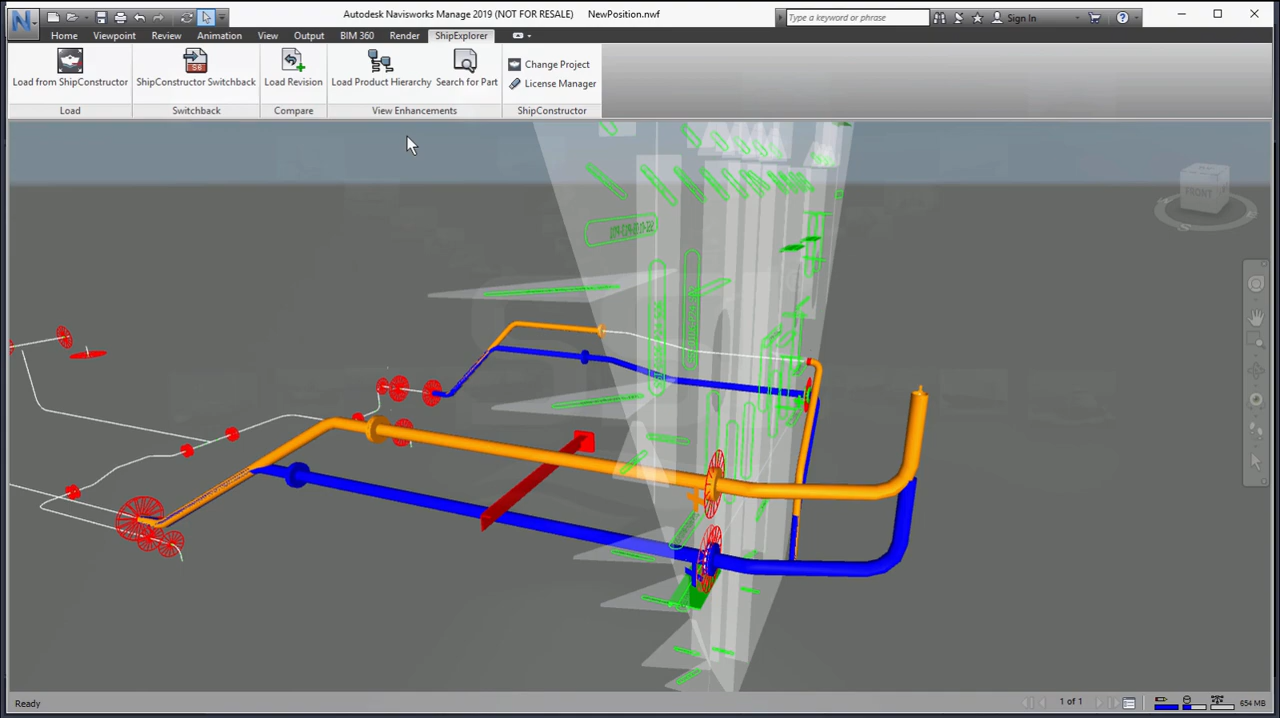 Autodesk Navisworks Manage 2019 (NOT FOR RESALE) NewPosition.nwf
Type a keyword or phrase
Sign In
Home Viewpoint Review Animation View Output BIM 360 Render ShipExplorer
Load from ShipConstructor
ShipConstructor Switchback
Load Revision
Load Product Hierarchy
Search for Part
Change Project
License Manager
Load Switchback Compare View Enhancements ShipConstructor
FRONT
Ready
1 of 1
654 MB